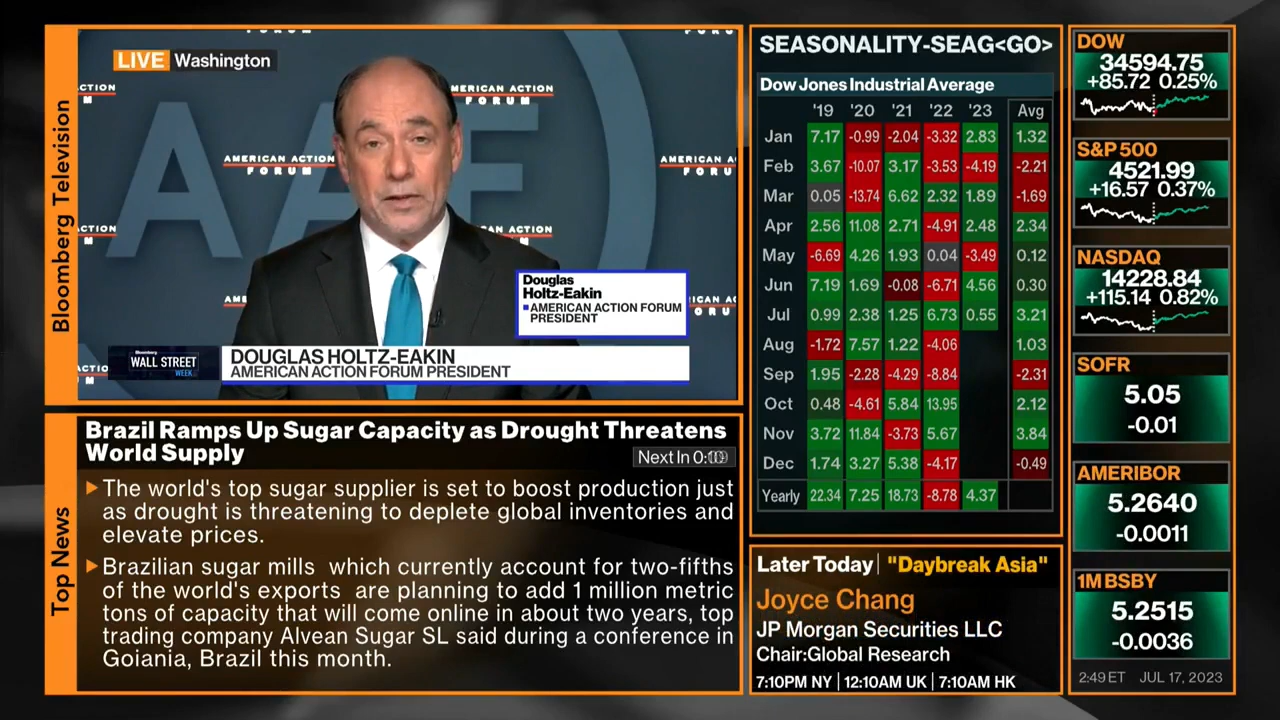 Bloomberg Television
LIVE Washington
AMERICAN ACTION
FORUM
Douglas
Holtz-Eakin
AMERICAN ACTION FORUM
PRESIDENT
Bloomberg
WALL STREET
WEEK
DOUGLAS HOLTZ-EAKIN
AMERICAN ACTION FORUM PRESIDENT
Top News
Brazil Ramps Up Sugar Capacity as Drought Threatens
World Supply
Next In
The world's top sugar supplier is set to boost production just
as drought is threatening to deplete global inventories and
elevate prices.
Brazilian sugar mills which currently account for two-fifths
of the world's exports are planning to add 1 million metric
tons of capacity that will come online in about two years, top
trading company Alvean Sugar SL said during a conference in
Goiania, Brazil this month.
SEASONALITY-SEAG<GO>
Dow Jones Industrial Average
'19 '20 '21 '22 '23 Avg
Jan 7.17 -0.99 -2.04 -3.32 2.83 1.32
Feb 3.67 -10.07 3.17 -3.53 -4.19 -2.21
Mar 0.05 -13.74 6.62 2.32 1.89 -1.69
Apr 2.56 11.08 2.71 -4.91 2.48 2.34
May -6.69 4.26 1.93 0.04 -3.49 0.12
Jun 7.19 1.69 -0.08 -6.71 4.56 0.30
Jul 0.99 2.38 1.25 6.73 0.55 3.21
Aug -1.72 7.57 1.22 -4.06 1.03
Sep 1.95 -2.28 -4.29 -8.84 -2.31
Oct 0.48 -4.61 5.84 13.95 2.12
Nov 3.72 11.84 -3.73 5.67 3.84
Dec 1.74 3.27 5.38 -4.17 -0.49
Yearly 22.34 7.25 18.73 -8.78 4.37
Later Today | "Daybreak Asia"
Joyce Chang
JP Morgan Securities LLC
Chair:Global Research
7:10PM NY | 12:10AM UK | 7:10AM HK
DOW
34594.75
+85.72 0.25%
S&P 500
4521.99
+16.57 0.37%
NASDAQ
14228.84
+115.14 0.82%
SOFR
5.05
-0.01
AMERIBOR
5.2640
-0.0011
1M BSBY
5.2515
-0.0036
2:49 ET JUL 17, 2023